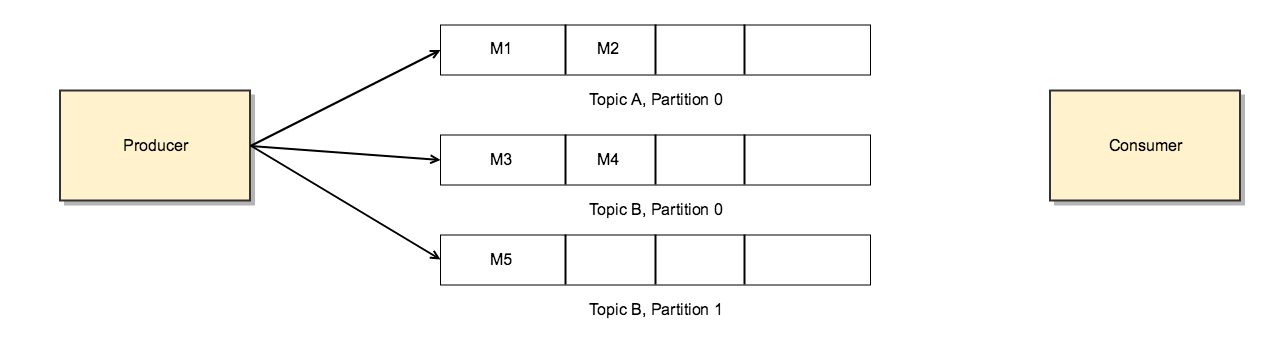 Producer
M1 M2
Topic A, Partition 0
M3 M4
Topic B, Partition 0
M5
Topic B, Partition 1
Consumer